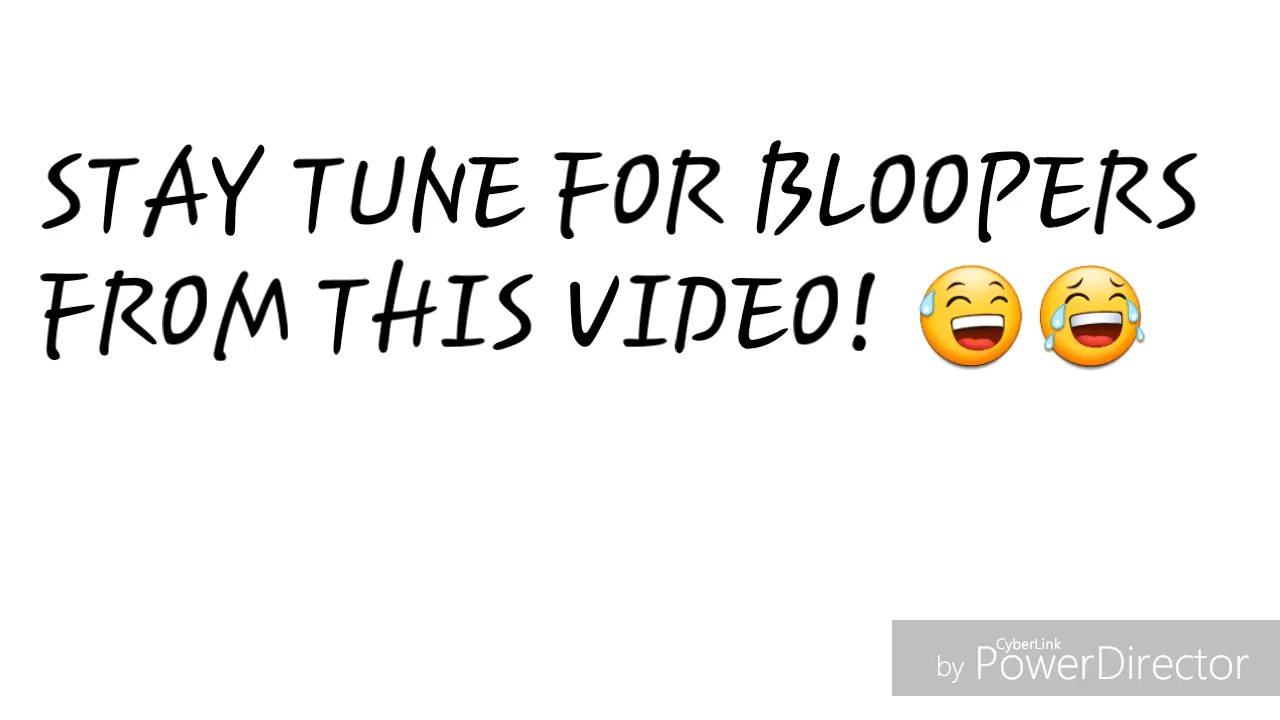 STAY TUNE FOR BLOOPERS
FROM THIS VIDEO! 😅😂
CyberLink
by PowerDirector